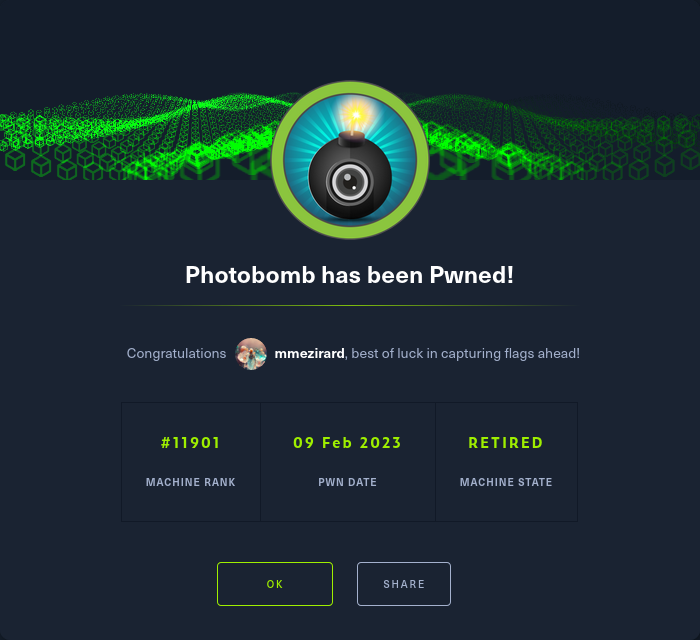 Photobomb has been Pwned!
Congratulations mmezirard, best of luck in capturing flags ahead!
#11901 09 Feb 2023 RETIRED
MACHINE RANK PWN DATE MACHINE STATE
OK SHARE